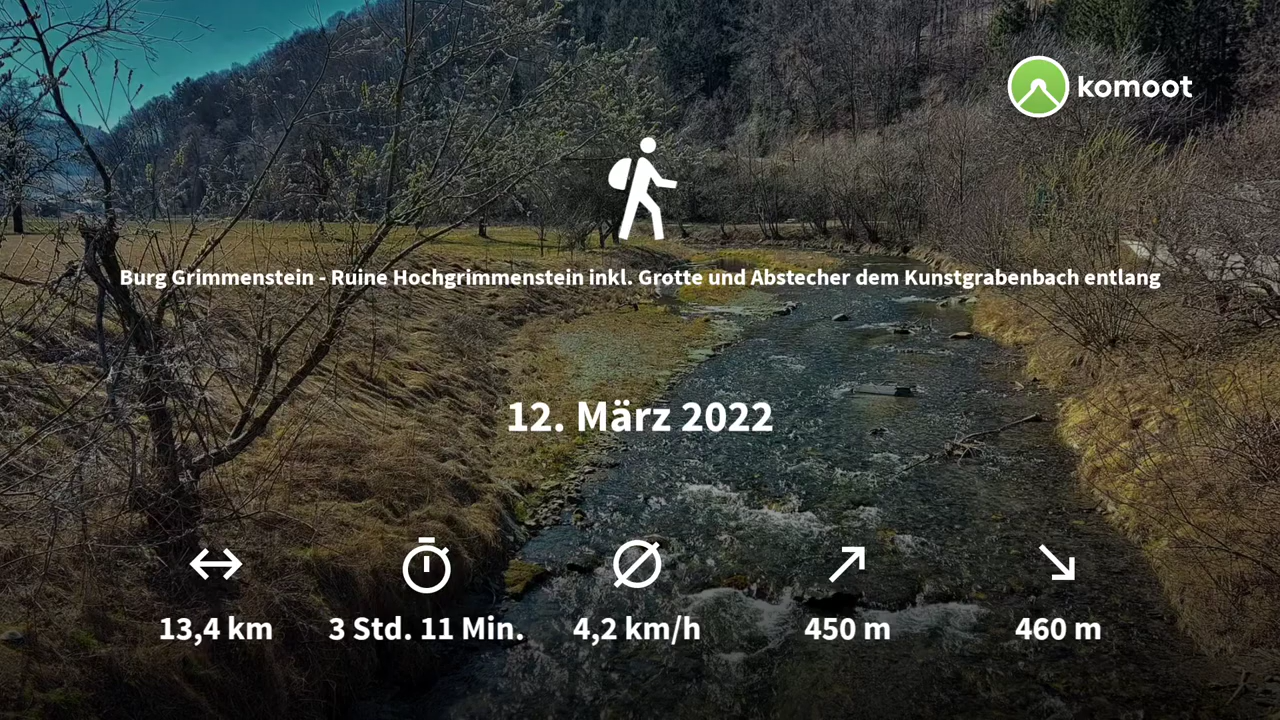 komoot
Burg Grimmenstein - Ruine Hochgrimmenstein inkl. Grotte und Abstecher dem Kunstgrabenbach entlang
12. März 2022
13,4 km 3 Std. 11 Min. 4,2 km/h 450 m 460 m